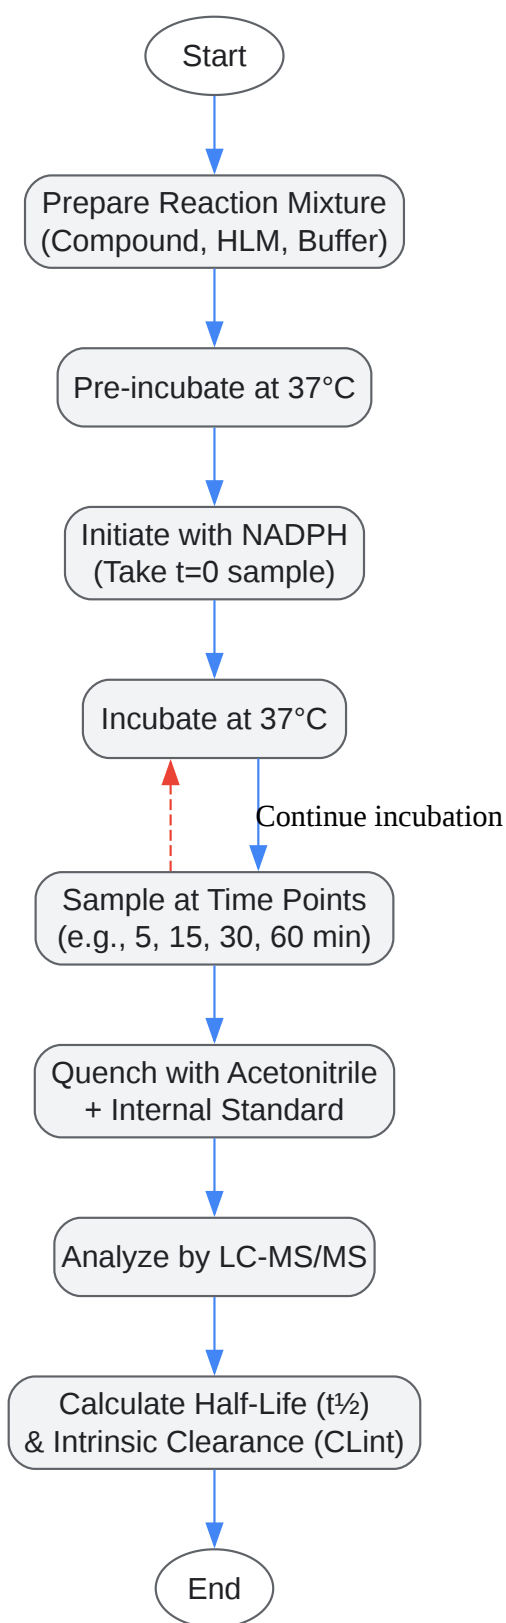 Start
Prepare Reaction Mixture
(Compound, HLM, Buffer)
Pre-incubate at 37°C
Initiate with NADPH
(Take t=0 sample)
Incubate at 37°C
Continue incubation
Sample at Time Points
(e.g., 5, 15, 30, 60 min)
Quench with Acetonitrile
+ Internal Standard
Analyze by LC-MS/MS
Calculate Half-Life (t½)
& Intrinsic Clearance (CLint)
End